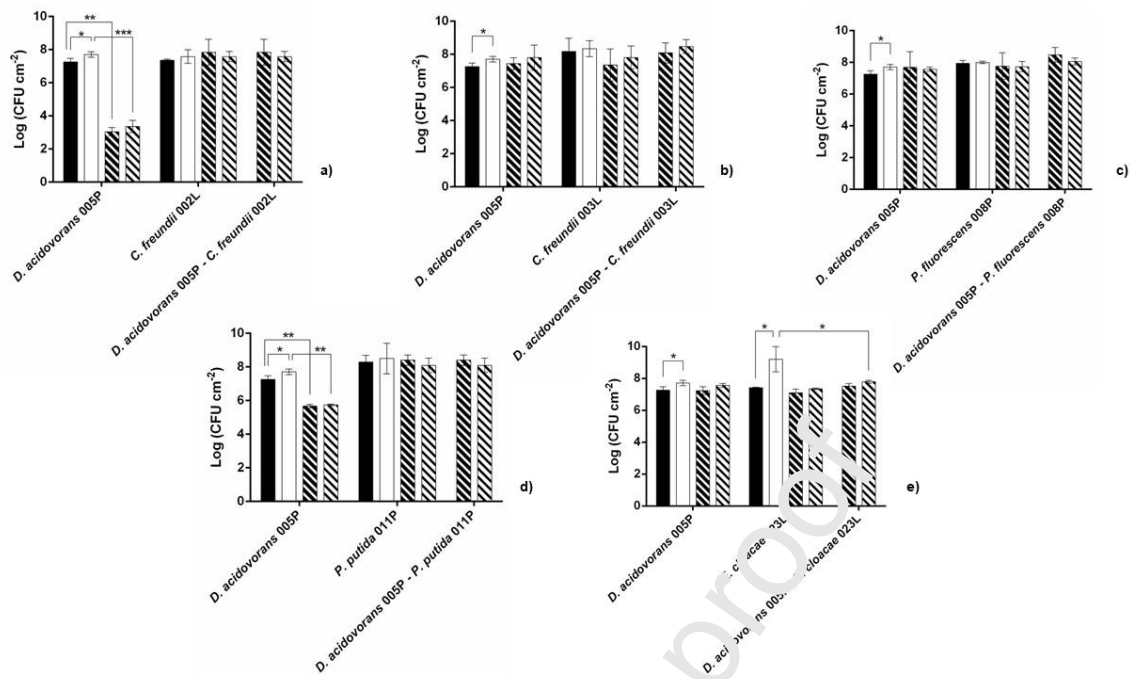 **
*
***
10
8
6
4
2
0
Log (CFU cm-2)
D. acidovorans 005P
C. freundii 002L
D. acidovorans 005P - C. freundii 002L
a)
*
10
8
6
4
2
0
Log (CFU cm-2)
D. acidovorans 005P
C. freundii 003L
D. acidovorans 005P - C. freundii 003L
b)
*
10
8
6
4
2
0
Log (CFU cm-2)
D. acidovorans 005P
P. fluorescens 008P
D. acidovorans 005P - P. fluorescens 008P
c)
**
*
**
10
8
6
4
2
0
Log (CFU cm-2)
D. acidovorans 005P
P. putida 011P
D. acidovorans 005P - P. putida 011P
d)
*
*
*
10
8
6
4
2
0
Log (CFU cm-2)
D. acidovorans 005P
cloacae 023L
D. acidovorans cloacae 023L
e)
proof